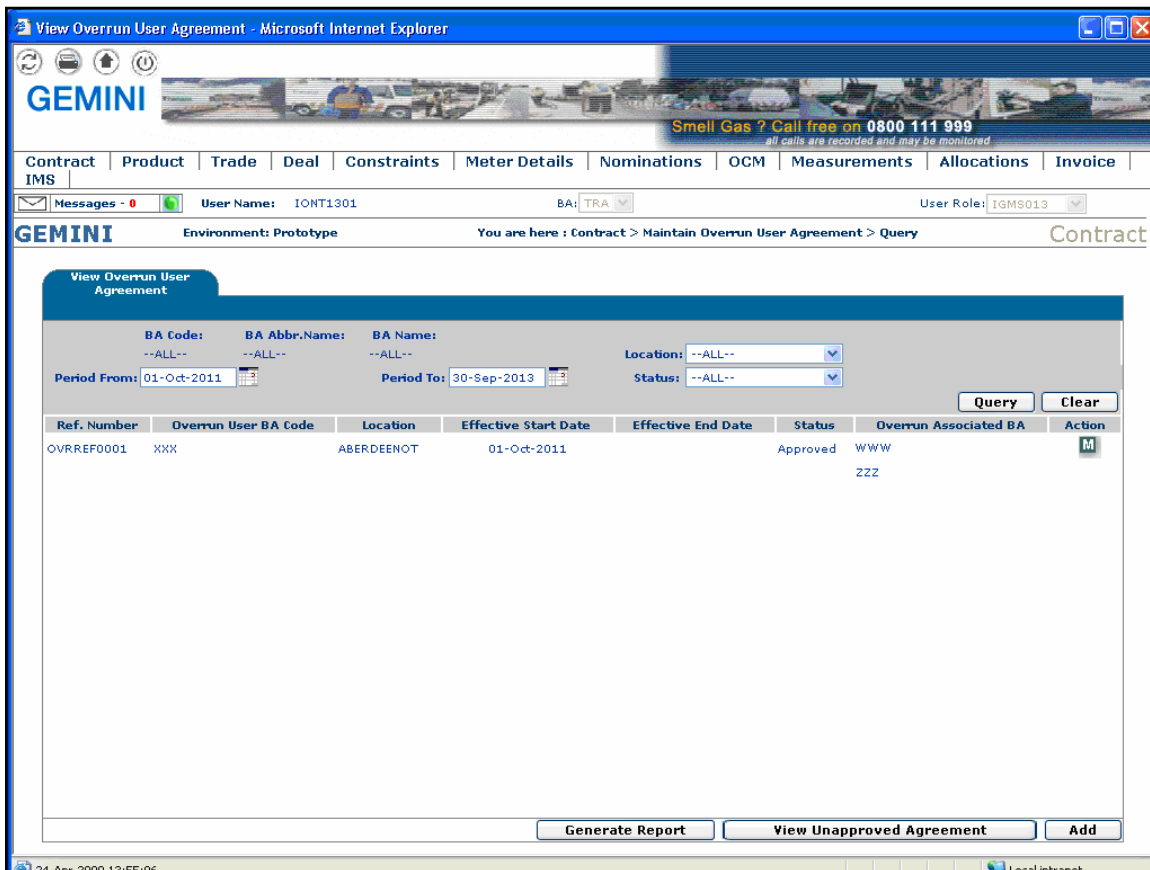 View Overrun User Agreement - Microsoft Internet Explorer
GEMINI
Smell Gas ? Call free on 0800 111 999
all calls are recorded and may be monitored
Contract | Product | Trade | Deal | Constraints | Meter Details | Nominations | OCM | Measurements | Allocations | Invoice |
IMS |
Messages - 0 User Name: IONT1301 BA: TRA User Role: IGMS013
GEMINI Environment: Prototype You are here : Contract > Maintain Overrun User Agreement > Query Contract
View Overrun User
Agreement
BA Code: BA Abbr.Name: BA Name:
--ALL-- --ALL-- --ALL-- Location: --ALL--
Period From: 01-Oct-2011 Period To: 30-Sep-2013 Status: --ALL--
Query Clear
Ref. Number Overrun User BA Code Location Effective Start Date Effective End Date Status Overrun Associated BA Action
OVRREF0001 XXX ABERDEENOT 01-Oct-2011 Approved WWW M
ZZZ
Generate Report View Unapproved Agreement Add
Local intranet